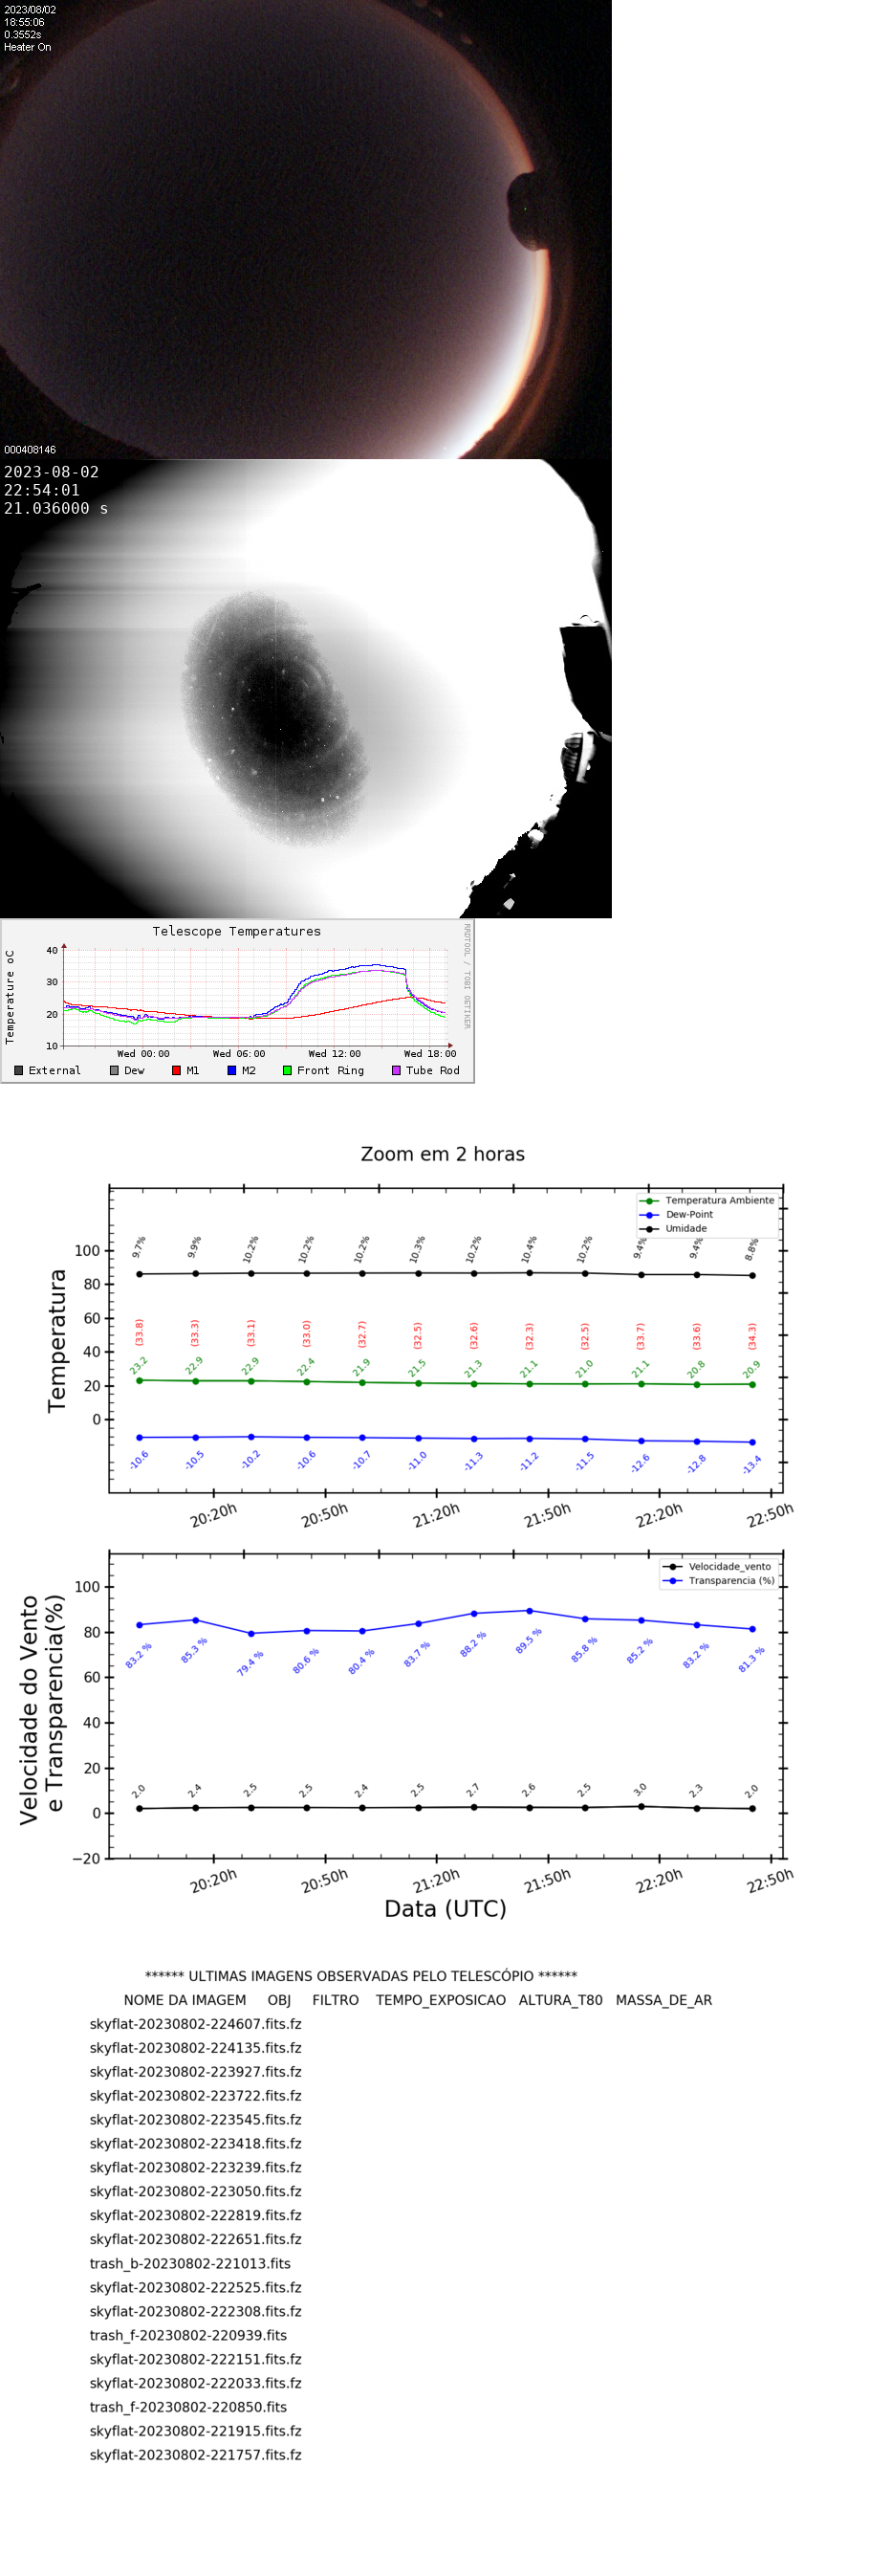 2023/08/02
18:55:06
0.3552s
Heater On
000408146
2023-08-02
22:54:01
21.036000 s
Telescope Temperatures
RRDTOOL / TOBI OETIKER
Temperature oC
40
30
20
10
Wed 00:00 Wed 06:00 Wed 12:00 Wed 18:00
External Dew M1 M2 Front Ring Tube Rod
Zoom em 2 horas
Temperatura Ambiente
Dew-Point
Umidade
Temperatura
100
80
60
40
20
0
9.7% 9.9% 10.2% 10.2% 10.2% 10.3% 10.2% 10.4% 10.2% 9.4% 9.4% 8.8%
(33.8) (33.3) (33.1) (33.0) (32.7) (32.5) (32.6) (32.3) (32.5) (33.7) (33.6) (34.3)
23.2 22.9 22.9 22.4 21.9 21.5 21.3 21.1 21.0 21.1 20.8 20.9
-10.6 -10.5 -10.2 -10.6 -10.7 -11.0 -11.3 -11.2 -11.5 -12.6 -12.8 -13.4
20:20h 20:50h 21:20h 21:50h 22:20h 22:50h
Velocidade_vento
Transparencia (%)
Velocidade do Vento
e Transparencia(%)
100
80
60
40
20
0
−20
83.2 % 85.3 % 79.4 % 80.6 % 80.4 % 83.7 % 88.2 % 89.5 % 85.8 % 85.2 % 83.2 % 81.3 %
2.0 2.4 2.5 2.5 2.4 2.5 2.7 2.6 2.5 3.0 2.3 2.0
20:20h 20:50h 21:20h 21:50h 22:20h 22:50h
Data (UTC)
****** ULTIMAS IMAGENS OBSERVADAS PELO TELESCÓPIO ******
NOME DA IMAGEM OBJ FILTRO TEMPO_EXPOSICAO ALTURA_T80 MASSA_DE_AR
skyflat-20230802-224607.fits.fz
skyflat-20230802-224135.fits.fz
skyflat-20230802-223927.fits.fz
skyflat-20230802-223722.fits.fz
skyflat-20230802-223545.fits.fz
skyflat-20230802-223418.fits.fz
skyflat-20230802-223239.fits.fz
skyflat-20230802-223050.fits.fz
skyflat-20230802-222819.fits.fz
skyflat-20230802-222651.fits.fz
trash_b-20230802-221013.fits
skyflat-20230802-222525.fits.fz
skyflat-20230802-222308.fits.fz
trash_f-20230802-220939.fits
skyflat-20230802-222151.fits.fz
skyflat-20230802-222033.fits.fz
trash_f-20230802-220850.fits
skyflat-20230802-221915.fits.fz
skyflat-20230802-221757.fits.fz